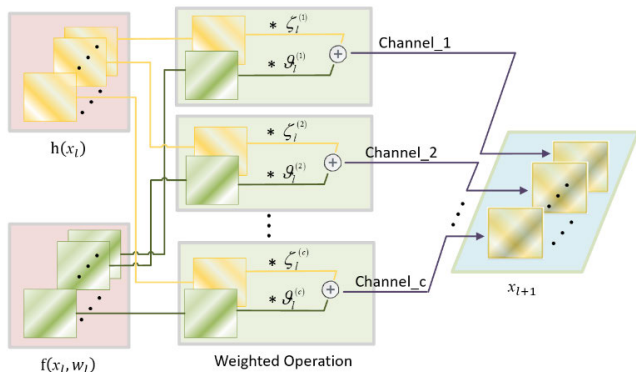 * ζ_l^(1)
* ϑ_l^(1)
Channel_1
h(x_l)
* ζ_l^(2)
* ϑ_l^(2)
Channel_2
* ζ_l^(c)
* ϑ_l^(c)
Channel_c
x_{l+1}
f(x_l, w_l)
Weighted Operation